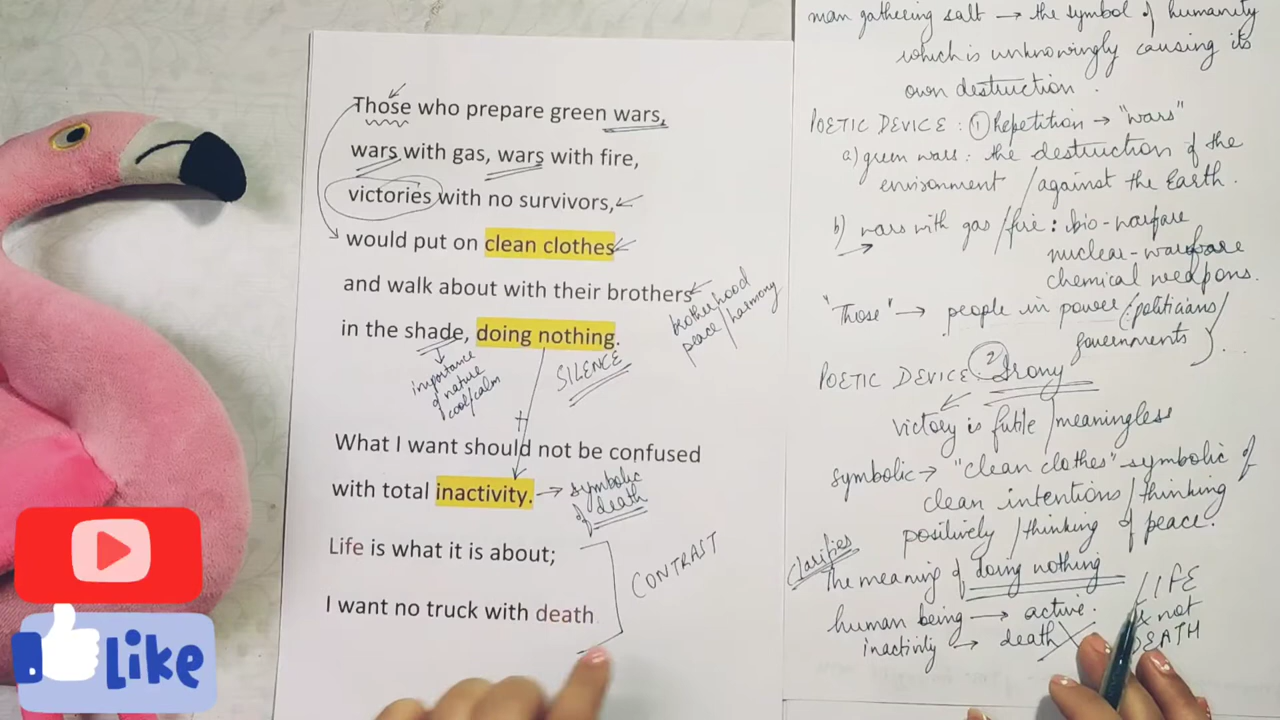 Those who prepare green wars,
wars with gas, wars with fire,
victories with no survivors,
would put on clean clothes
and walk about with their brothers
in the shade, doing nothing.
brotherhood
peace/harmony
importance
of nature
cool/calm
SILENCE
What I want should not be confused
with total inactivity. → symbolic
of death
Life is what it is about;
I want no truck with death
CONTRAST
man gathering salt → the symbol of humanity
which is unknowingly causing its
own destruction.
POETIC DEVICE: ① Repetition → "wars"
a) green wars: the destruction of the
environment / against the Earth.
b) wars with gas/fire: bio-warfare
nuclear-warfare
chemical weapons.
"Those" → people in power (politicians/
governments) ...
POETIC DEVICE ② Irony
victory is futile / meaningless
symbolic → "clean clothes" symbolic of
clean intentions / thinking
positively / thinking of peace.
Clarifies
the meaning of doing nothing
human being → active.
inactivity → death
LIFE
& not
DEATH
Like